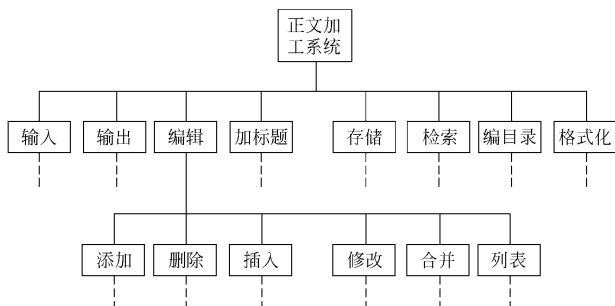 正文加
工系统
输入
输出
编辑
加标题
存储
检索
编目录
格式化
添加
删除
插入
修改
合并
列表